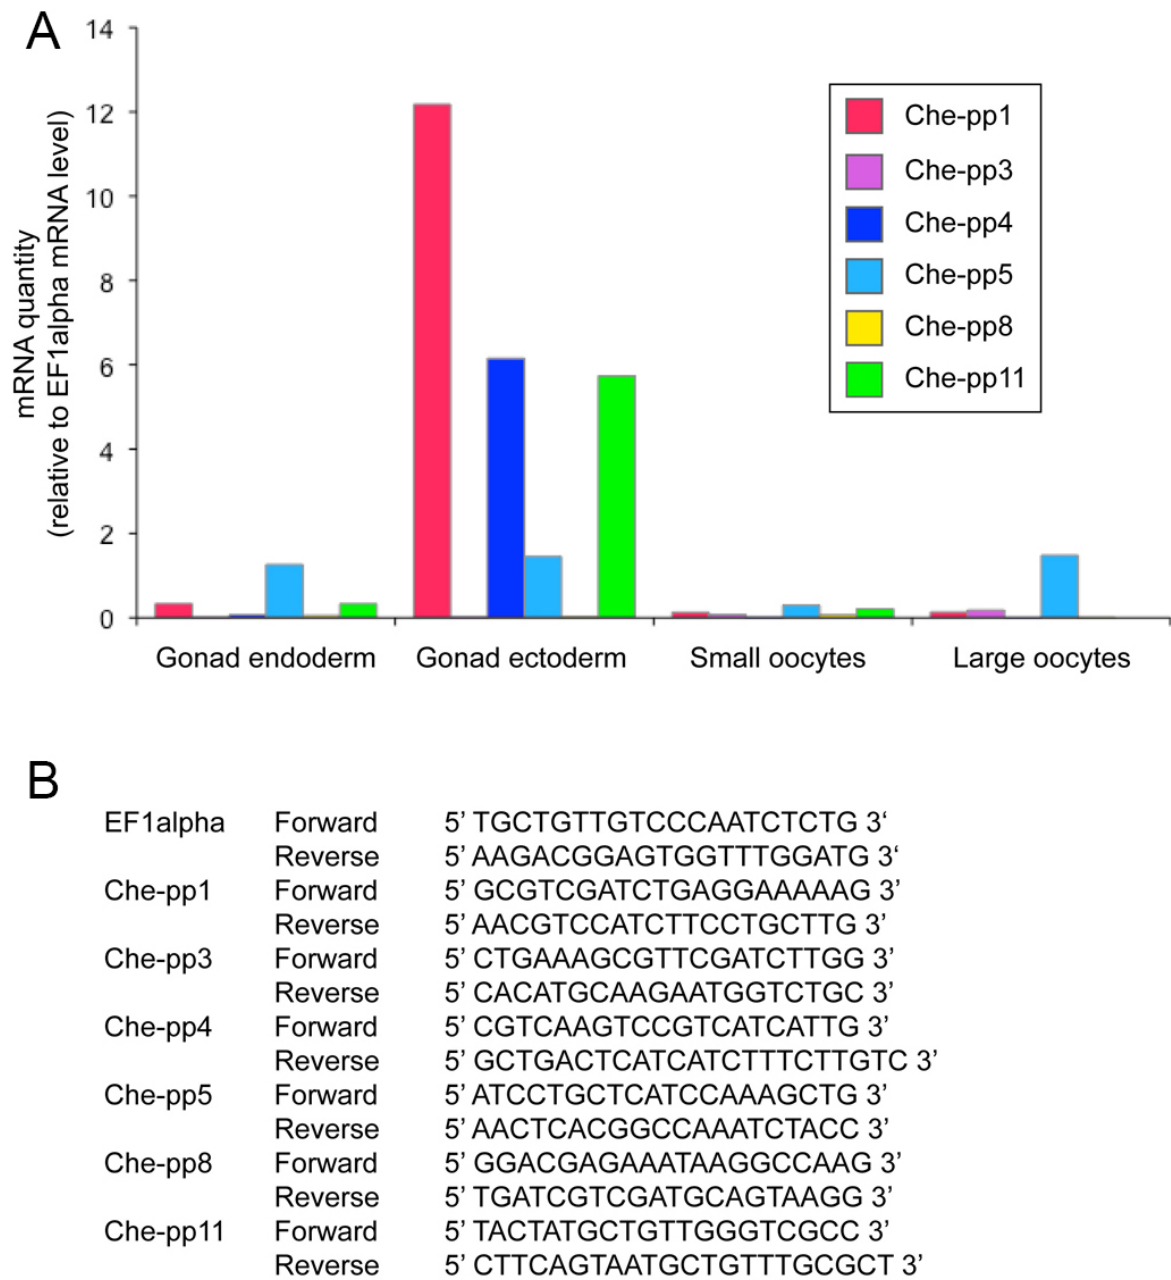 A
14
12
10
8
6
4
2
0
mRNA quantity
(relative to EF1alpha mRNA level)
Che-pp1
Che-pp3
Che-pp4
Che-pp5
Che-pp8
Che-pp11
Gonad endoderm Gonad ectoderm Small oocytes Large oocytes
B
EF1alpha Forward 5’ TGCTGTTGTCCCAATCTCTG 3‘
Reverse 5’ AAGACGGAGTGGTTTGGATG 3‘
Che-pp1 Forward 5’ GCGTCGATCTGAGGAAAAAG 3’
Reverse 5’ AACGTCCATCTTCCTGCTTG 3’
Che-pp3 Forward 5’ CTGAAAGCGTTCGATCTTGG 3’
Reverse 5’ CACATGCAAGAATGGTCTGC 3’
Che-pp4 Forward 5’ CGTCAAGTCCGTCATCATTG 3’
Reverse 5’ GCTGACTCATCATCTTTCTTGTC 3’
Che-pp5 Forward 5’ ATCCTGCTCATCCAAAGCTG 3’
Reverse 5’ AACTCACGGCCAAATCTACC 3’
Che-pp8 Forward 5’ GGACGAGAAATAAGGCCAAG 3’
Reverse 5’ TGATCGTCGATGCAGTAAGG 3’
Che-pp11 Forward 5’ TACTATGCTGTTGGGTCGCC 3’
Reverse 5’ CTTCAGTAATGCTGTTTGCGCT 3’